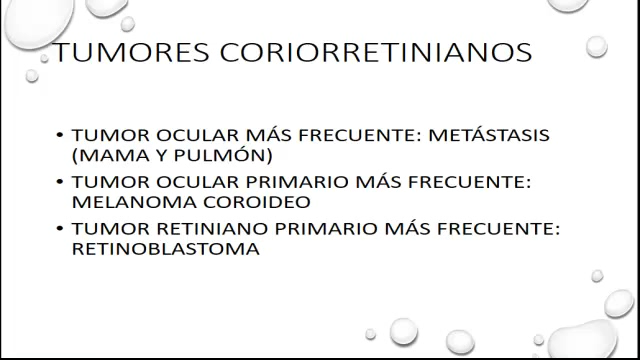 TUMORES CORIORRETINIANOS
• TUMOR OCULAR MÁS FRECUENTE: METÁSTASIS
(MAMA Y PULMÓN)
• TUMOR OCULAR PRIMARIO MÁS FRECUENTE:
MELANOMA COROIDEO
• TUMOR RETINIANO PRIMARIO MÁS FRECUENTE:
RETINOBLASTOMA